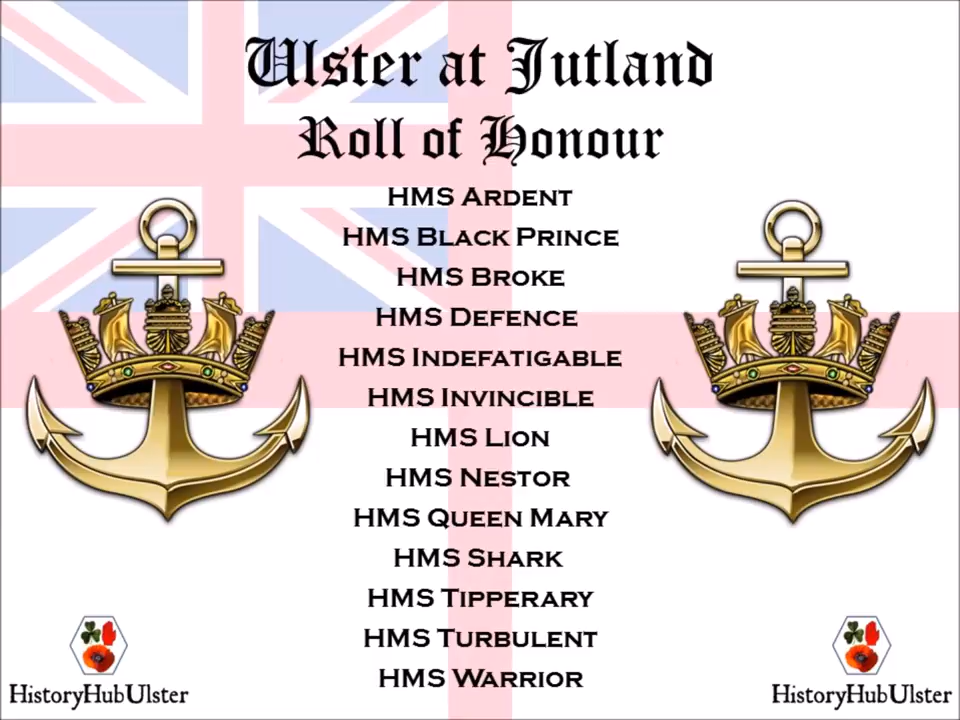 Ulster at Jutland
Roll of Honour
HMS Ardent
HMS Black Prince
HMS Broke
HMS Defence
HMS Indefatigable
HMS Invincible
HMS Lion
HMS Nestor
HMS Queen Mary
HMS Shark
HMS Tipperary
HMS Turbulent
HMS Warrior
HistoryHubUlster
HistoryHubUlster